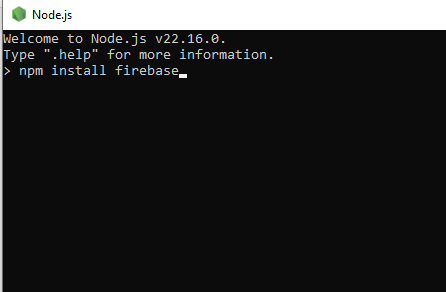 Node.js
Welcome to Node.js v22.16.0.
Type ".help" for more information.
> npm install firebase